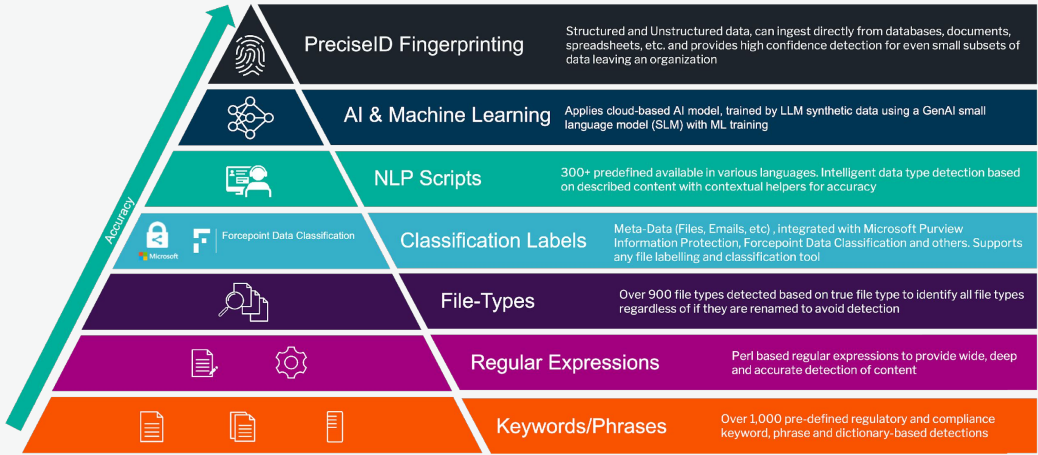 Accuracy
PreciseID Fingerprinting
Structured and Unstructured data, can ingest directly from databases, documents,
spreadsheets, etc. and provides high confidence detection for even small subsets of
data leaving an organization
AI & Machine Learning
Applies cloud-based AI model, trained by LLM synthetic data using a GenAI small
language model (SLM) with ML training
NLP Scripts
300+ predefined available in various languages. Intelligent data type detection based
on described content with contextual helpers for accuracy
Microsoft
Forcepoint Data Classification
Classification Labels
Meta-Data (Files, Emails, etc) , integrated with Microsoft Purview
Information Protection, Forcepoint Data Classification and others. Supports
any file labelling and classification tool
File-Types
Over 900 file types detected based on true file type to identify all file types
regardless of if they are renamed to avoid detection
Regular Expressions
Perl based regular expressions to provide wide, deep
and accurate detection of content
Keywords/Phrases
Over 1,000 pre-defined regulatory and compliance
keyword, phrase and dictionary-based detections